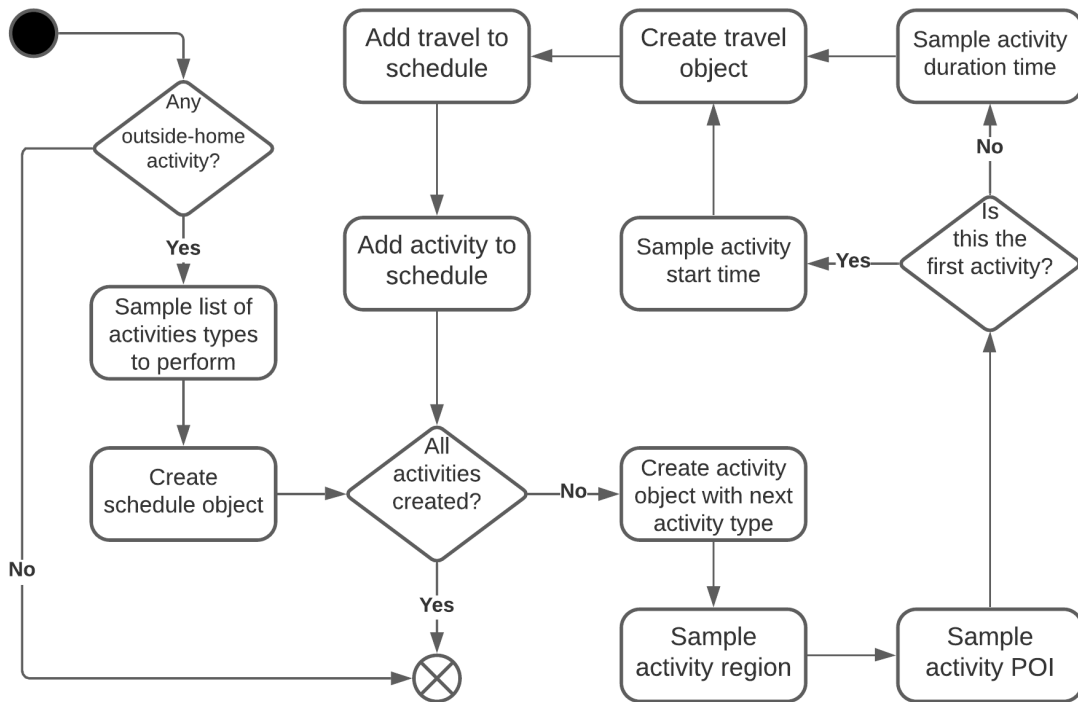 Any
outside-home
activity?
Yes
No
Sample list of
activities types
to perform
Create
schedule object
All
activities
created?
Yes
No
Create activity
object with next
activity type
Sample
activity region
Sample
activity POI
Is
this the
first activity?
Yes
No
Sample activity
start time
Sample activity
duration time
Create travel
object
Add travel to
schedule
Add activity to
schedule